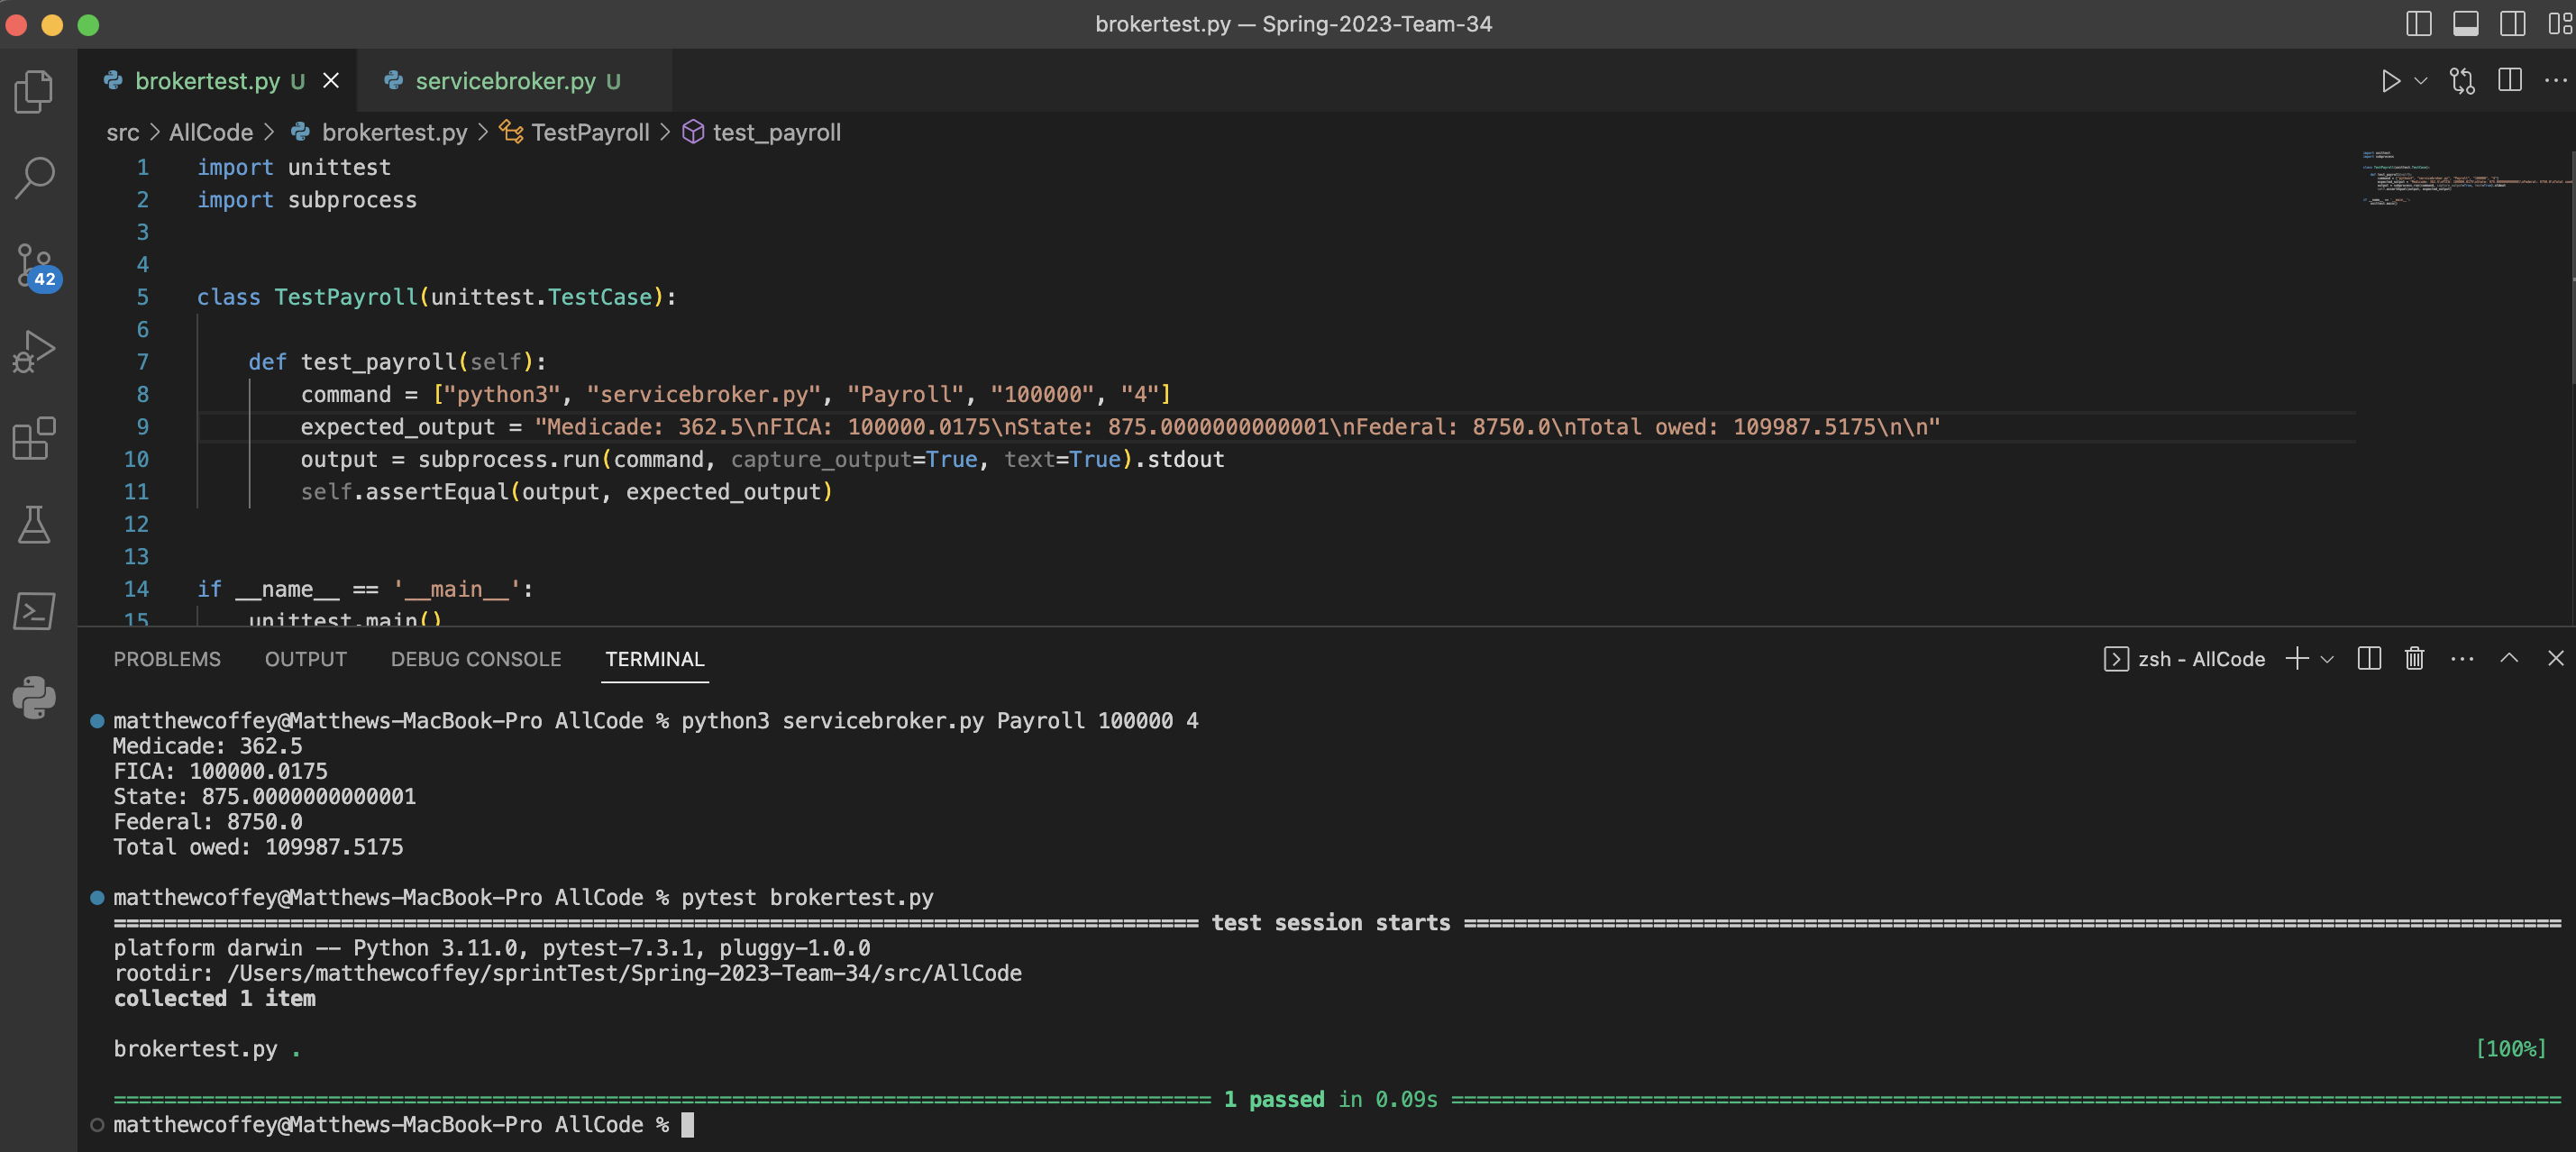 brokertest.py — Spring-2023-Team-34
brokertest.py U
servicebroker.py U
src > AllCode > brokertest.py > TestPayroll > test_payroll
42
1 import unittest
2 import subprocess
3
4
5 class TestPayroll(unittest.TestCase):
6
7 def test_payroll(self):
8 command = ["python3", "servicebroker.py", "Payroll", "100000", "4"]
9 expected_output = "Medicade: 362.5\nFICA: 100000.0175\nState: 875.0000000000001\nFederal: 8750.0\nTotal owed: 109987.5175\n\n"
10 output = subprocess.run(command, capture_output=True, text=True).stdout
11 self.assertEqual(output, expected_output)
12
13
14 if __name__ == '__main__':
15 unittest.main()
PROBLEMS OUTPUT DEBUG CONSOLE TERMINAL
zsh - AllCode
matthewcoffey@Matthews-MacBook-Pro AllCode % python3 servicebroker.py Payroll 100000 4
Medicade: 362.5
FICA: 100000.0175
State: 875.0000000000001
Federal: 8750.0
Total owed: 109987.5175
matthewcoffey@Matthews-MacBook-Pro AllCode % pytest brokertest.py
test session starts
platform darwin -- Python 3.11.0, pytest-7.3.1, pluggy-1.0.0
rootdir: /Users/matthewcoffey/sprintTest/Spring-2023-Team-34/src/AllCode
collected 1 item
brokertest.py . [100%]
1 passed in 0.09s
matthewcoffey@Matthews-MacBook-Pro AllCode %